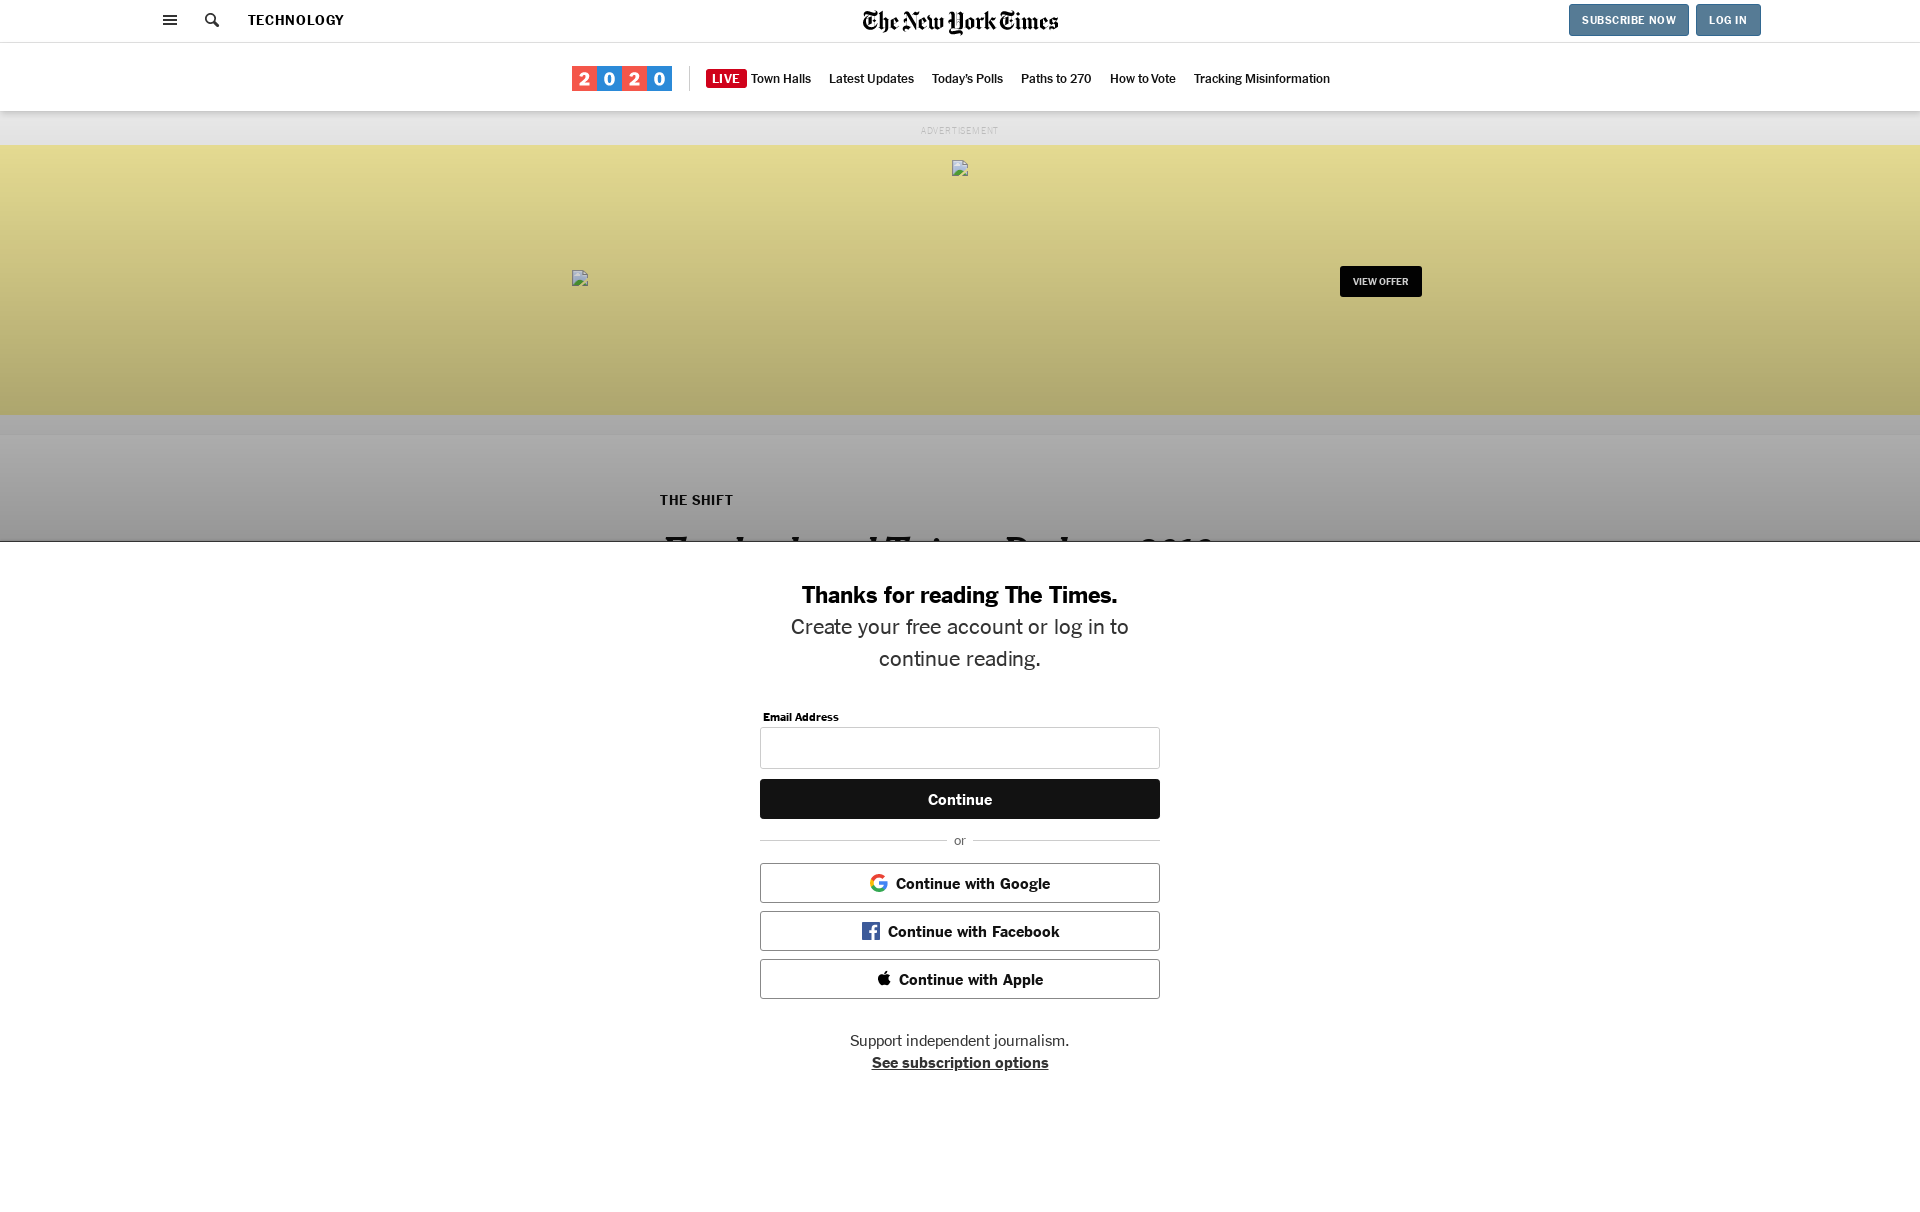 TECHNOLOGY
The New York Times
SUBSCRIBE NOW
LOG IN
2020
LIVE Town Halls
Latest Updates
Today's Polls
Paths to 270
How to Vote
Tracking Misinformation
ADVERTISEMENT
VIEW OFFER
THE SHIFT
Thanks for reading The Times.
Create your free account or log in to
continue reading.
Email Address
Continue
or
Continue with Google
Continue with Facebook
Continue with Apple
Support independent journalism.
See subscription options